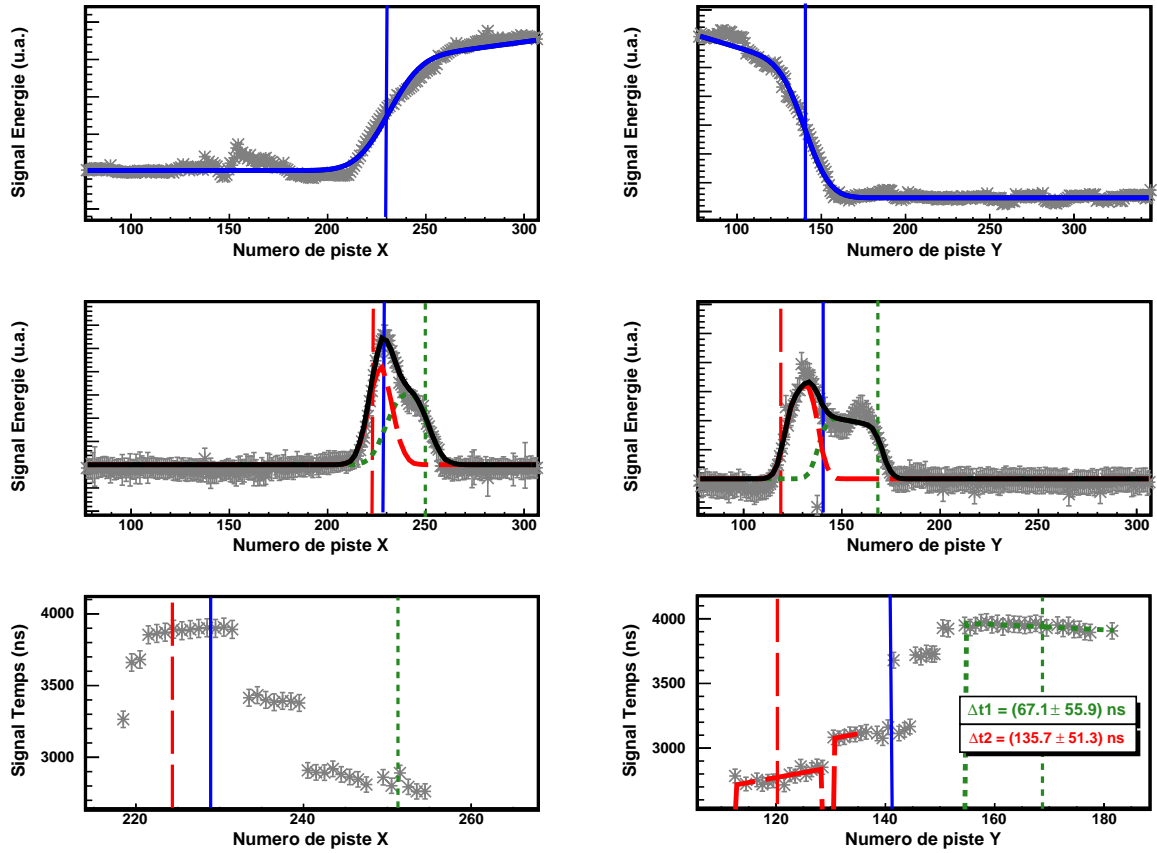 Signal Energie (u.a.)
100 150 200 250 300
Numero de piste X
Signal Energie (u.a.)
100 150 200 250 300
Numero de piste Y
Signal Energie (u.a.)
100 150 200 250 300
Numero de piste X
Signal Energie (u.a.)
100 150 200 250 300
Numero de piste Y
Signal Temps (ns)
4000
3500
3000
220 240 260
Numero de piste X
Signal Temps (ns)
4000
3500
3000
Δt1 = (67.1 ± 55.9) ns
Δt2 = (135.7 ± 51.3) ns
120 140 160 180
Numero de piste Y